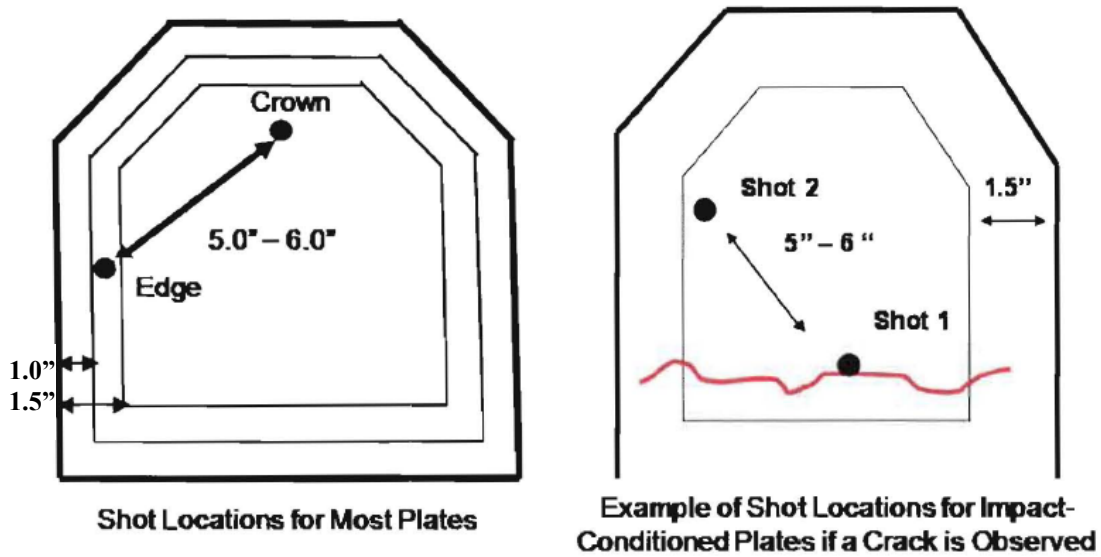 Crown
5.0" – 6.0"
Edge
1.0”
1.5”
Shot Locations for Most Plates
1.5”
Shot 2
5” – 6 “
Shot 1
Example of Shot Locations for Impact-
Conditioned Plates if a Crack is Observed